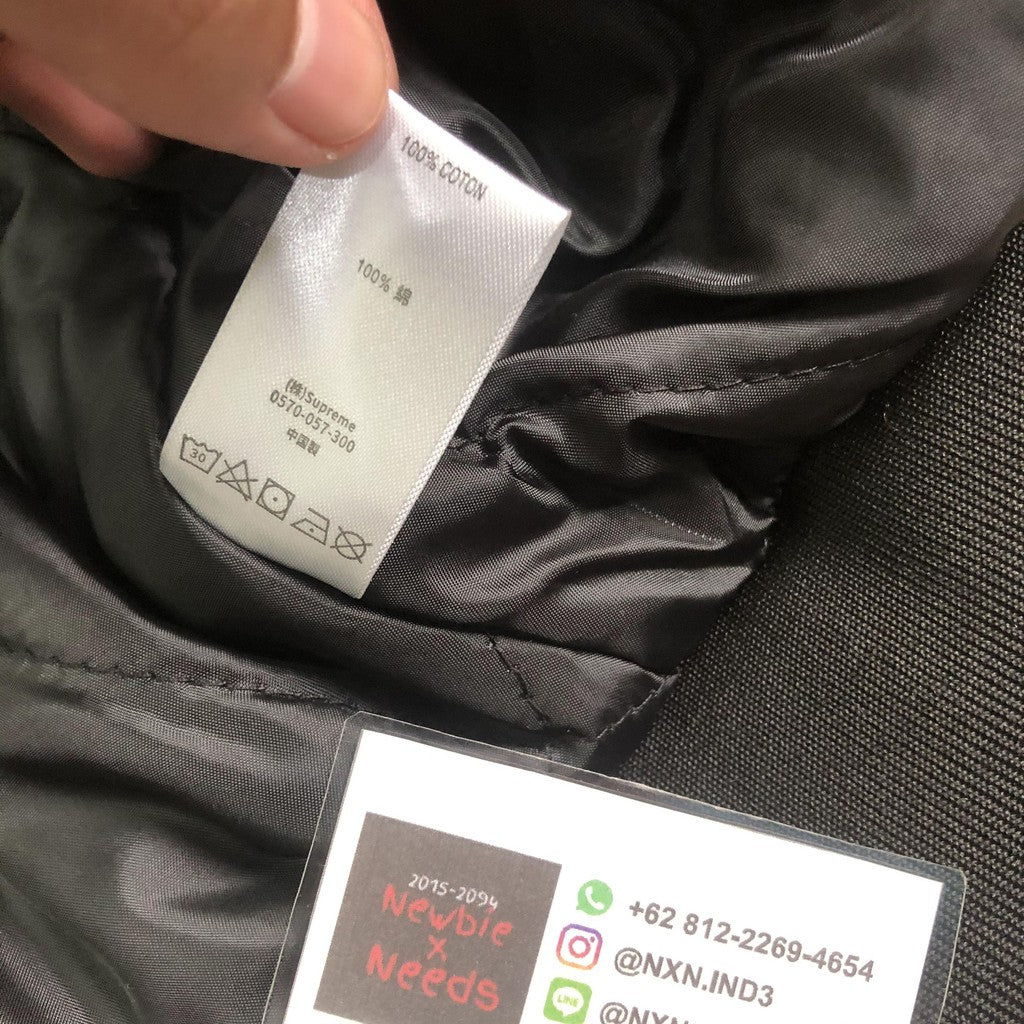 100% COTON
100% 綿
(株)Supreme
0570-057-300
中国製
30
2015-2094
Newbie
x
Needs
+62 812-2269-4654
@NXN.IND3
LINE